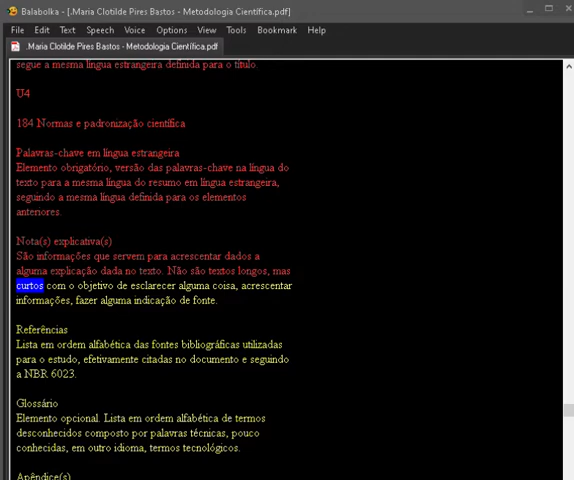 Balabolka - [.Maria Clotilde Pires Bastos - Metodologia Científica.pdf]
File Edit Text Speech Voice Options View Tools Bookmark Help
.Maria Clotilde Pires Bastos - Metodologia Científica.pdf
segue a mesma língua estrangeira definida para o título.
U4
184 Normas e padronização científica
Palavras-chave em língua estrangeira
Elemento obrigatório, versão das palavras-chave na língua do
texto para a mesma língua do resumo em língua estrangeira,
seguindo a mesma língua definida para os elementos
anteriores.
Nota(s) explicativa(s)
São informações que servem para acrescentar dados a
alguma explicação dada no texto. Não são textos longos, mas
curtos com o objetivo de esclarecer alguma coisa, acrescentar
informações, fazer alguma indicação de fonte.
Referências
Lista em ordem alfabética das fontes bibliográficas utilizadas
para o estudo, efetivamente citadas no documento e seguindo
a NBR 6023.
Glossário
Elemento opcional. Lista em ordem alfabética de termos
desconhecidos composto por palavras técnicas, pouco
conhecidas, em outro idioma, termos tecnológicos.
Apêndice(s)